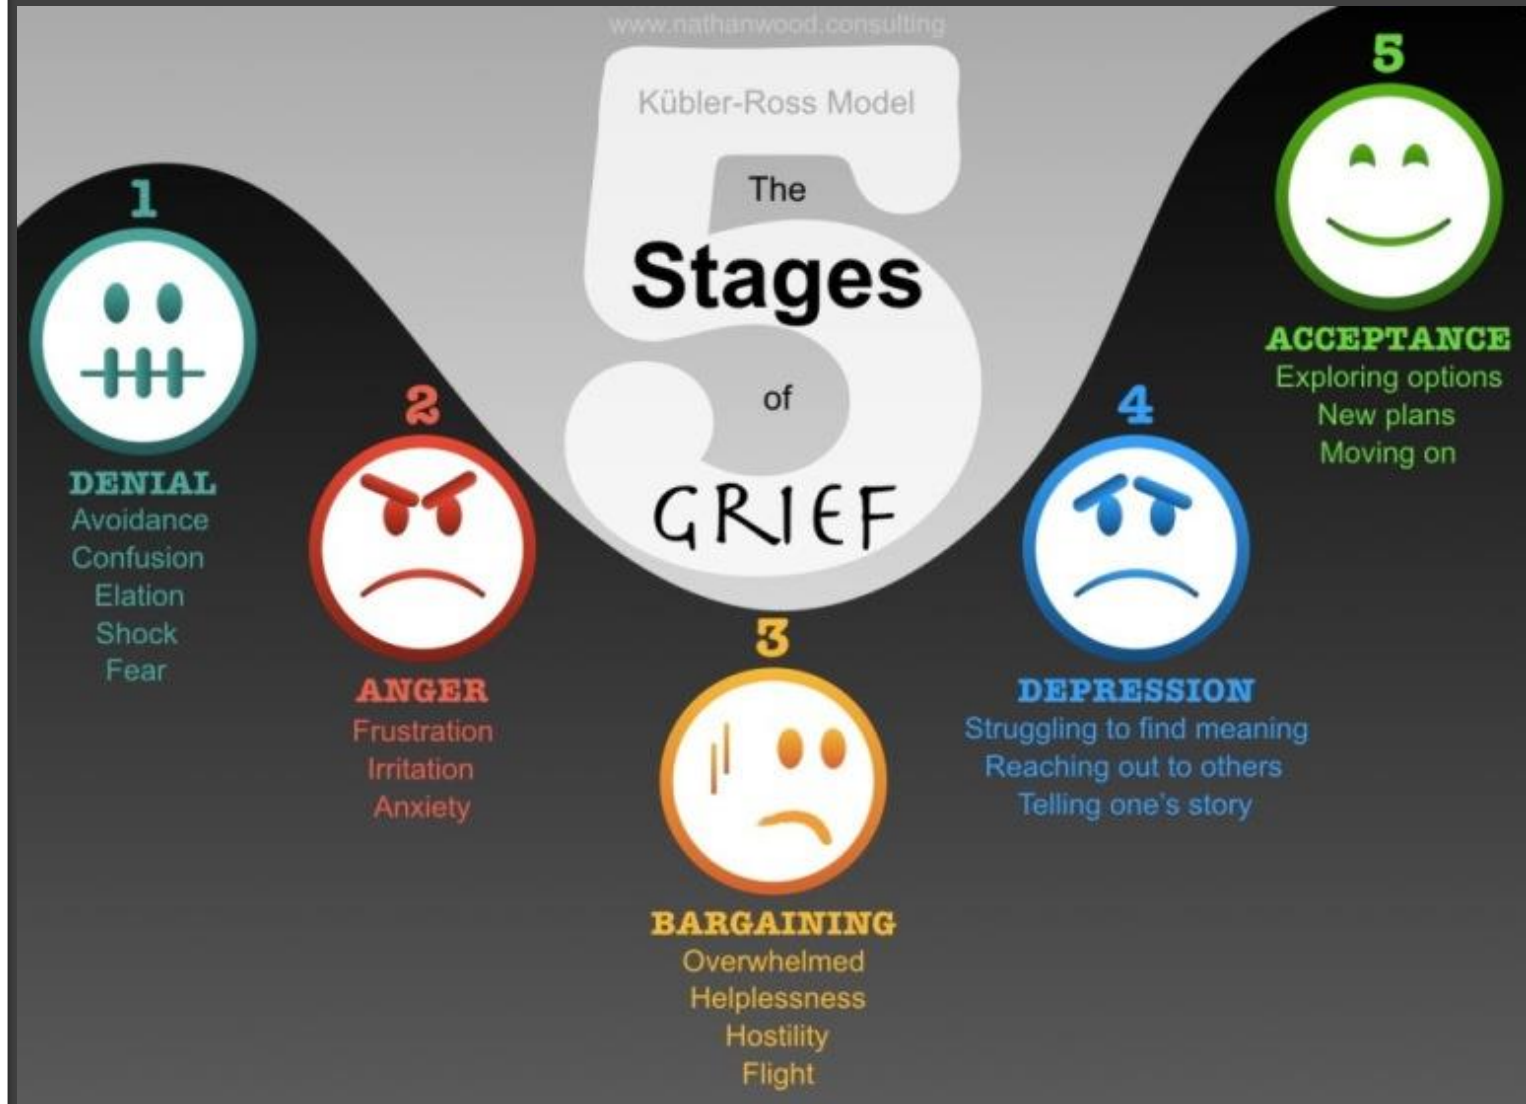 www.nathanwood.consulting
Kübler-Ross Model
The
5
Stages
of
GRIEF
1
DENIAL
Avoidance
Confusion
Elation
Shock
Fear
2
ANGER
Frustration
Irritation
Anxiety
3
BARGAINING
Overwhelmed
Helplessness
Hostility
Flight
4
DEPRESSION
Struggling to find meaning
Reaching out to others
Telling one's story
5
ACCEPTANCE
Exploring options
New plans
Moving on